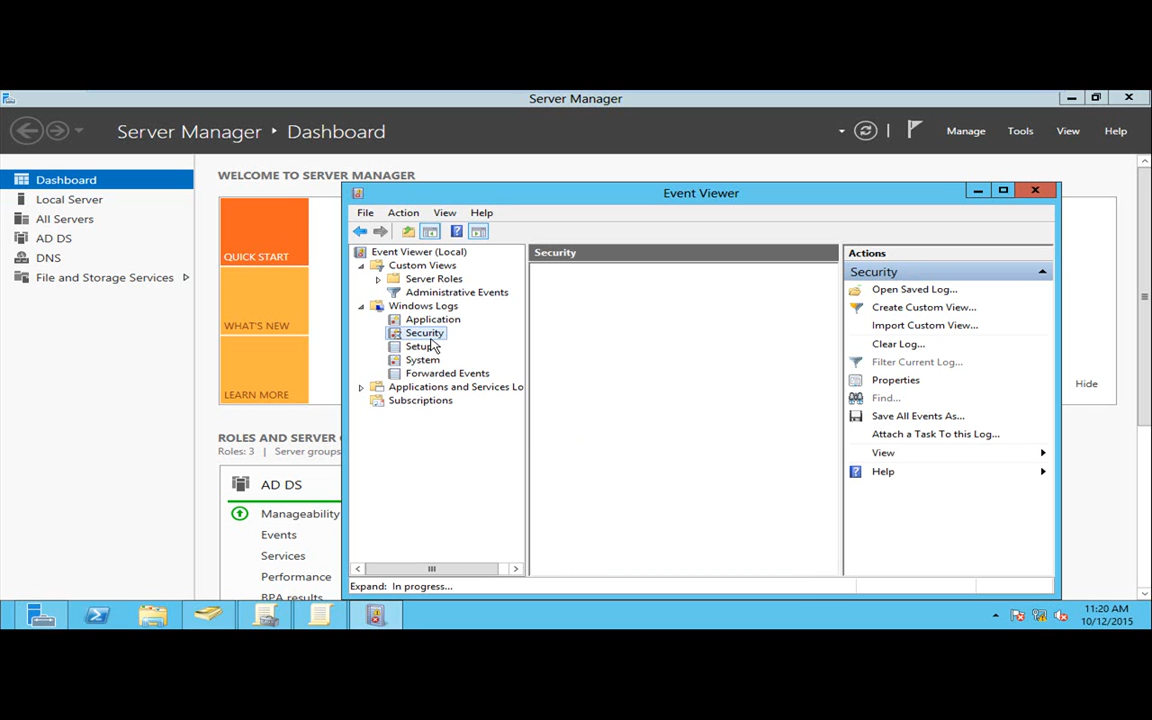 Server Manager
Server Manager • Dashboard
Manage
Tools
View
Help
Dashboard
Local Server
All Servers
AD DS
DNS
File and Storage Services
WELCOME TO SERVER MANAGER
QUICK START
WHAT'S NEW
LEARN MORE
Hide
ROLES AND SERVER
Roles: 3 | Server groups
AD DS
Manageability
Events
Services
Performance
BPA results
Event Viewer
File
Action
View
Help
Event Viewer (Local)
Custom Views
Server Roles
Administrative Events
Windows Logs
Application
Security
Setup
System
Forwarded Events
Applications and Services Lo
Subscriptions
Security
Actions
Security
Open Saved Log...
Create Custom View...
Import Custom View...
Clear Log...
Filter Current Log...
Properties
Find...
Save All Events As...
Attach a Task To this Log...
View
Help
Expand: In progress...
11:20 AM
10/12/2015